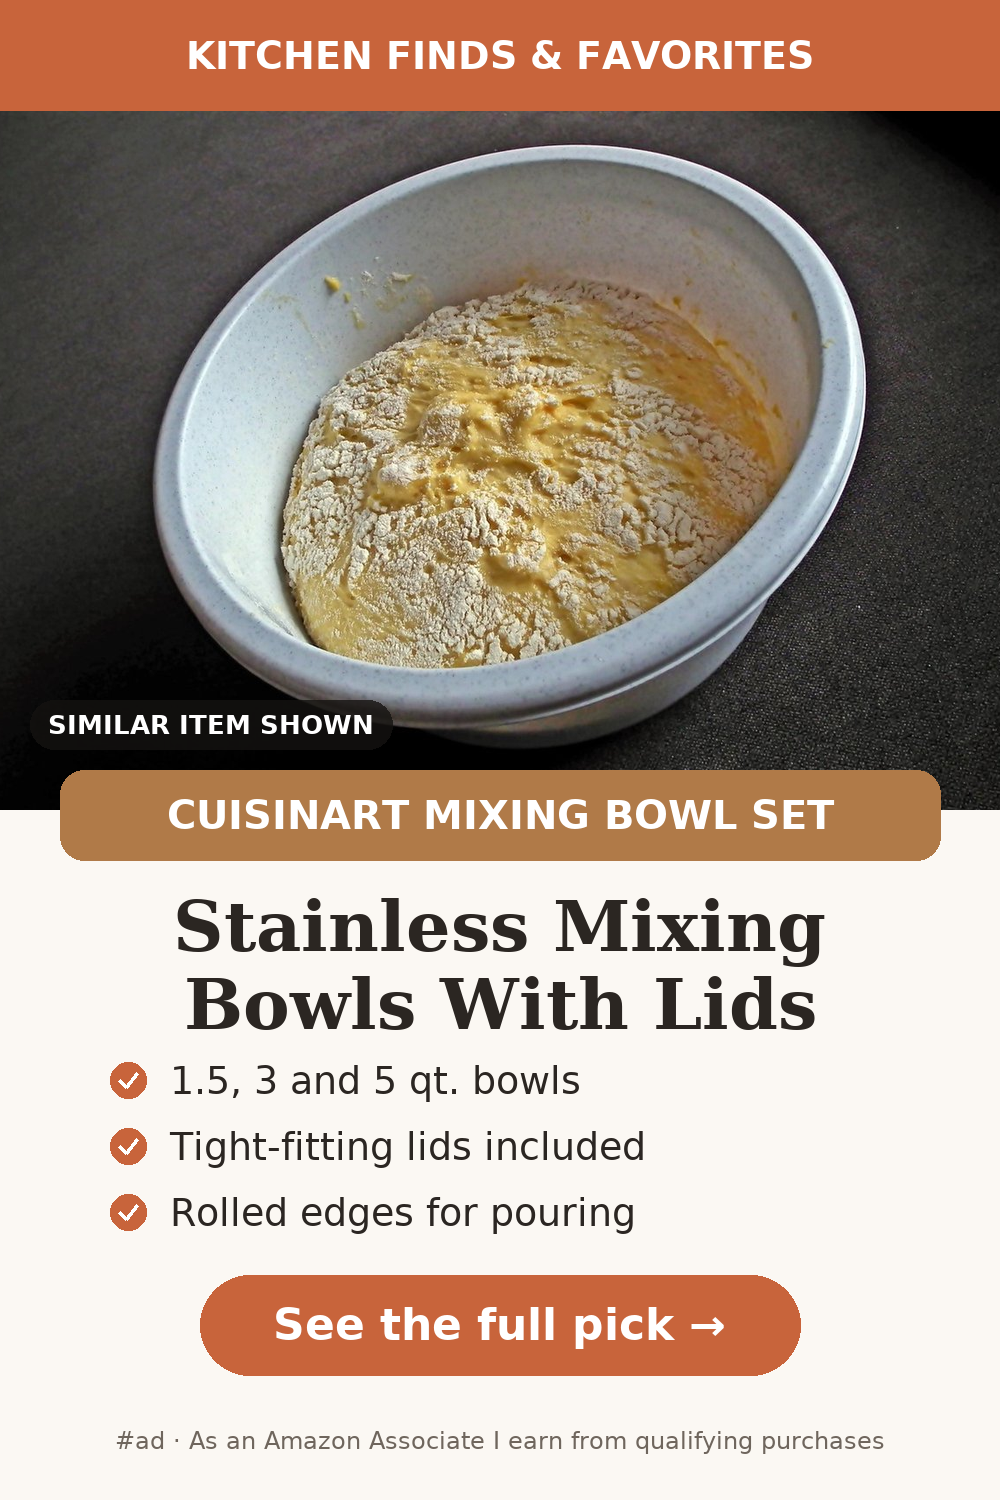 KITCHEN FINDS & FAVORITES
SIMILAR ITEM SHOWN
CUISINART MIXING BOWL SET
Stainless Mixing
Bowls With Lids
1.5, 3 and 5 qt. bowls
Tight-fitting lids included
Rolled edges for pouring
See the full pick →
#ad · As an Amazon Associate I earn from qualifying purchases